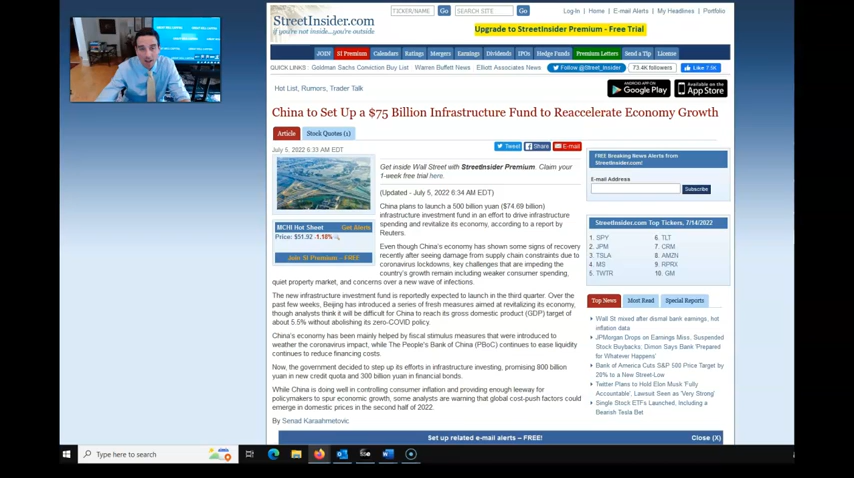 StreetInsider.com
if you're not inside...you're outside
TICKER/NAME Go SEARCH SITE Go
Log-In | Home | E-mail Alerts | My Headlines | Portfolio
Upgrade to StreetInsider Premium - Free Trial
JOIN SI Premium Calendars Ratings Mergers Earnings Dividends IPOs Hedge Funds Premium Letters Send a Tip License
QUICK LINKS: Goldman Sachs Conviction Buy List Warren Buffett News Elliott Associates News Follow @Street_Insider 73.4K followers Like 7.5K
Hot List, Rumors, Trader Talk
ANDROID APP ON
Google Play
Available on the
App Store
China to Set Up a $75 Billion Infrastructure Fund to Reaccelerate Economy Growth
Article Stock Quotes (1)
July 5, 2022 6:33 AM EDT
Tweet Share E-mail
Get inside Wall Street with StreetInsider Premium. Claim your
1-week free trial here.
(Updated - July 5, 2022 6:34 AM EDT)
China plans to launch a 500 billion yuan ($74.69 billion)
infrastructure investment fund in an effort to drive infrastructure
spending and revitalize its economy, according to a report by
Reuters.
MCHI Hot Sheet Get Alerts
Price: $51.92 -1.18%
Join SI Premium – FREE
Even though China's economy has shown some signs of recovery
recently after seeing damage from supply chain constraints due to
coronavirus lockdowns, key challenges that are impeding the
country's growth remain including weaker consumer spending,
quiet property market, and concerns over a new wave of infections.
The new infrastructure investment fund is reportedly expected to launch in the third quarter. Over the
past few weeks, Beijing has introduced a series of fresh measures aimed at revitalizing its economy,
though analysts think it will be difficult for China to reach its gross domestic product (GDP) target of
about 5.5% without abolishing its zero-COVID policy.
China's economy has been mainly helped by fiscal stimulus measures that were introduced to
weather the coronavirus impact, while The People's Bank of China (PBoC) continues to ease liquidity
continues to reduce financing costs.
Now, the government decided to step up its efforts in infrastructure investing, promising 800 billion
yuan in new credit quota and 300 billion yuan in financial bonds.
While China is doing well in controlling consumer inflation and providing enough leeway for
policymakers to spur economic growth, some analysts are warning that global cost-push factors could
emerge in domestic prices in the second half of 2022.
By Senad Karaahmetovic
FREE Breaking News Alerts from
StreetInsider.com!
E-mail Address
Subscribe
StreetInsider.com Top Tickers, 7/14/2022
1. SPY 6. TLT
2. JPM 7. CRM
3. TSLA 8. AMZN
4. MS 9. RPRX
5. TWTR 10. GM
Top News Most Read Special Reports
Wall St mixed after dismal bank earnings, hot
inflation data
JPMorgan Drops on Earnings Miss, Suspended
Stock Buybacks; Dimon Says Bank 'Prepared
for Whatever Happens'
Bank of America Cuts S&P 500 Price Target by
20% to a New Street-Low
Twitter Plans to Hold Elon Musk 'Fully
Accountable', Lawsuit Seen as 'Very Strong'
Single Stock ETFs Launched, Including a
Bearish Tesla Bet
Set up related e-mail alerts – FREE! Close (X)
Type here to search